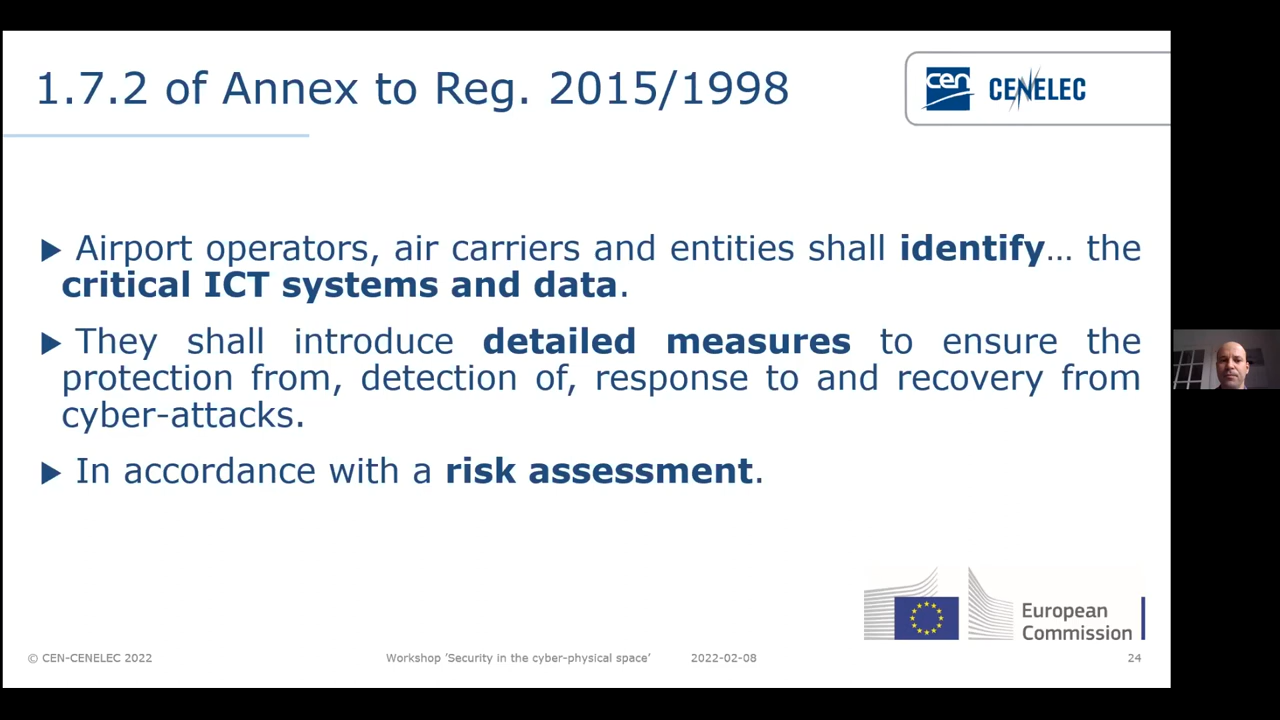 1.7.2 of Annex to Reg. 2015/1998
cen
CENELEC
▶ Airport operators, air carriers and entities shall identify… the
critical ICT systems and data.
▶ They shall introduce detailed measures to ensure the
protection from, detection of, response to and recovery from
cyber-attacks.
▶ In accordance with a risk assessment.
European
Commission
© CEN-CENELEC 2022
Workshop ‘Security in the cyber-physical space’
2022-02-08
24